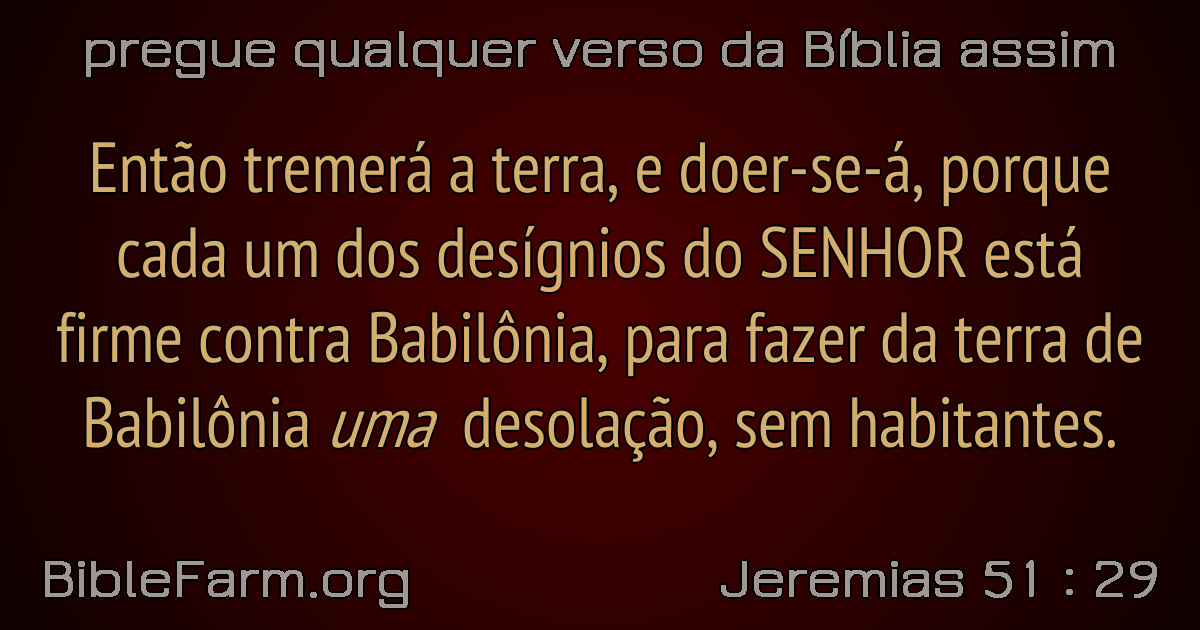 pregue qualquer verso da Bíblia assim
Então tremerá a terra, e doer-se-á, porque
cada um dos desígnios do SENHOR está
firme contra Babilônia, para fazer da terra de
Babilônia uma desolação, sem habitantes.
BibleFarm.org
Jeremias 51 : 29